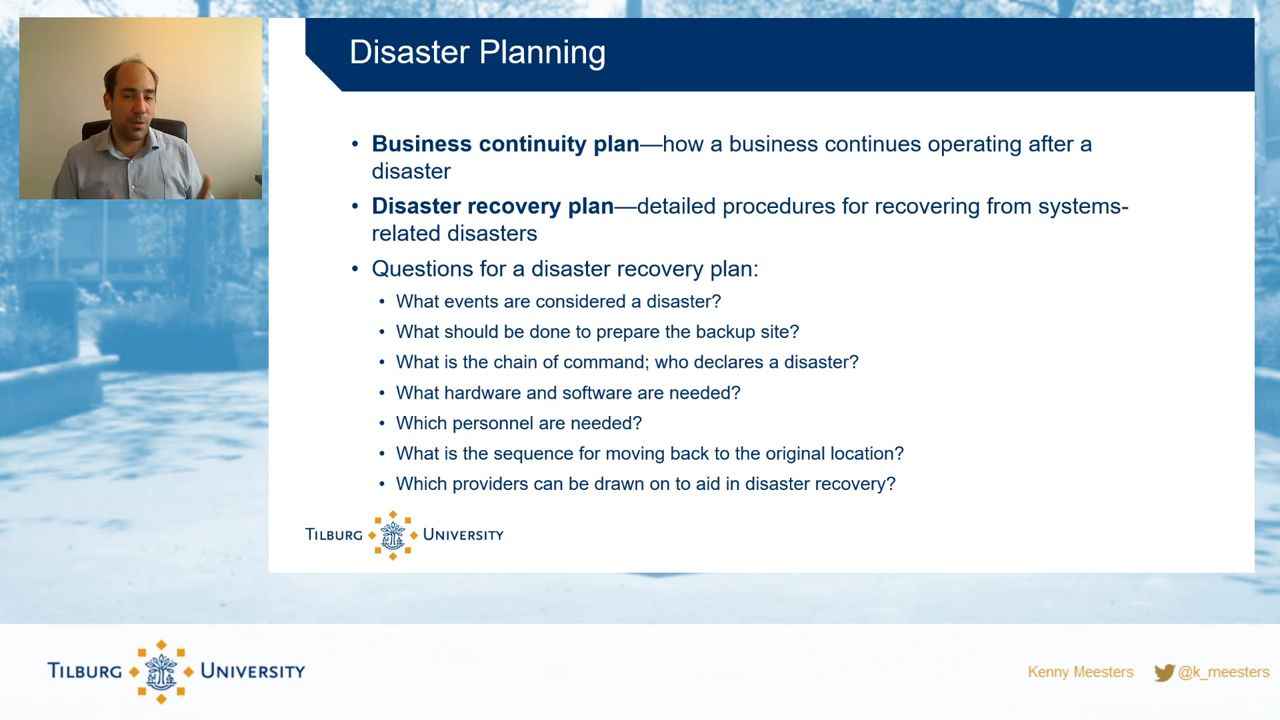 Disaster Planning
• Business continuity plan—how a business continues operating after a
disaster
• Disaster recovery plan—detailed procedures for recovering from systems-
related disasters
• Questions for a disaster recovery plan:
• What events are considered a disaster?
• What should be done to prepare the backup site?
• What is the chain of command; who declares a disaster?
• What hardware and software are needed?
• Which personnel are needed?
• What is the sequence for moving back to the original location?
• Which providers can be drawn on to aid in disaster recovery?
TILBURG UNIVERSITY
TILBURG UNIVERSITY
Kenny Meesters @k_meesters